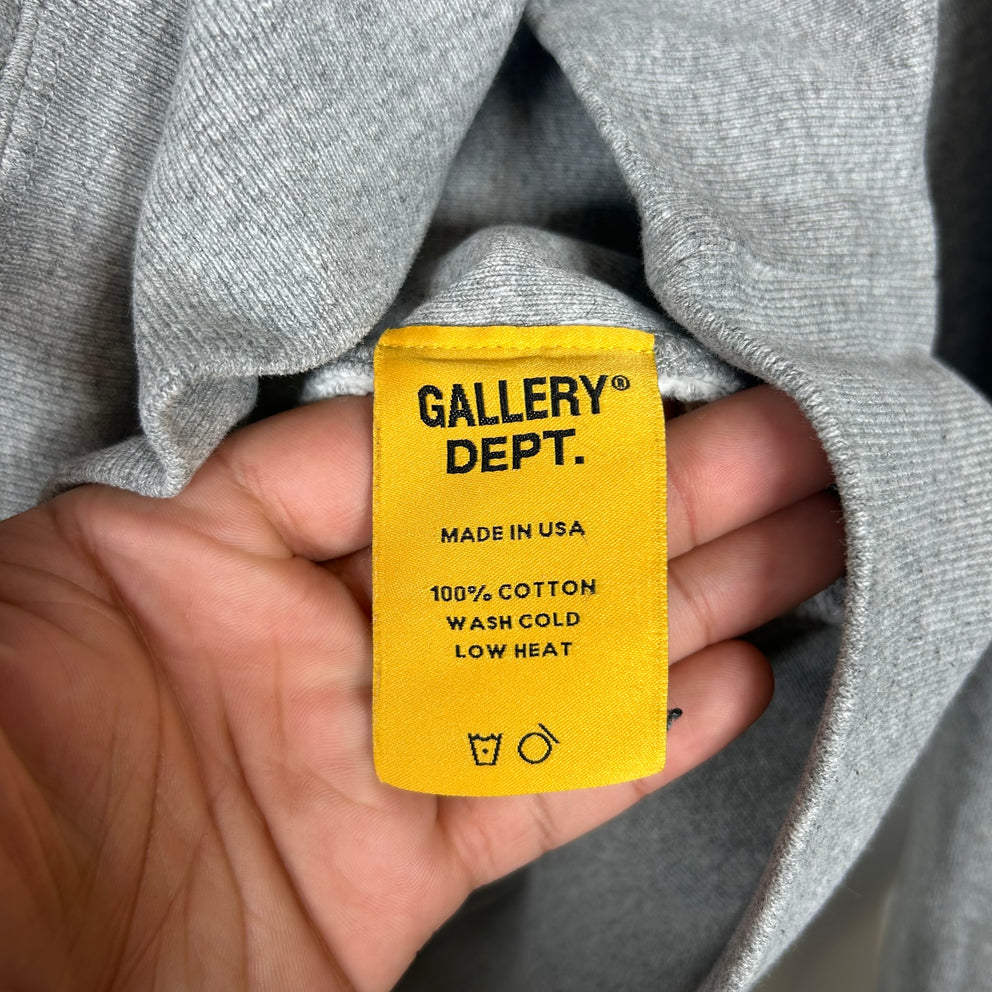 GALLERY®
DEPT.
MADE IN USA
100% COTTON
WASH COLD
LOW HEAT